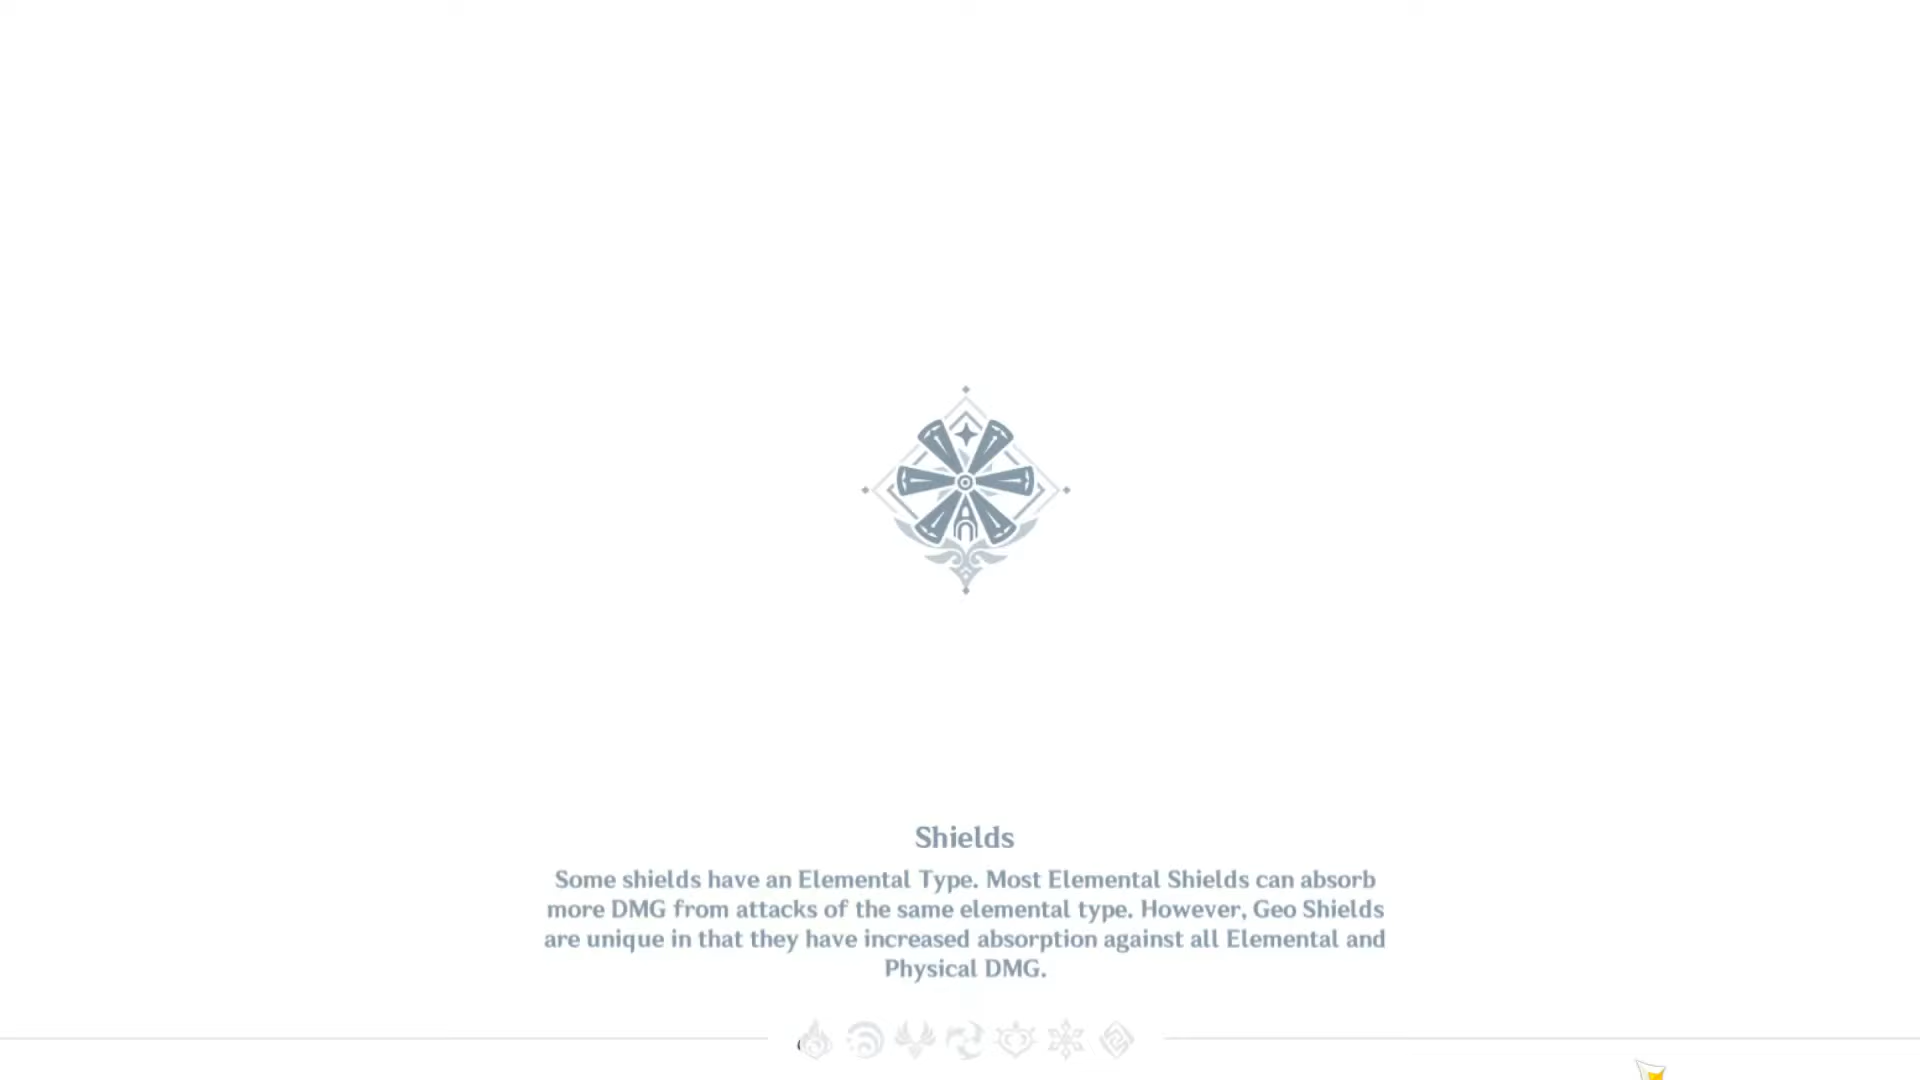 Shields
Some shields have an Elemental Type. Most Elemental Shields can absorb
more DMG from attacks of the same elemental type. However, Geo Shields
are unique in that they have increased absorption against all Elemental and
Physical DMG.